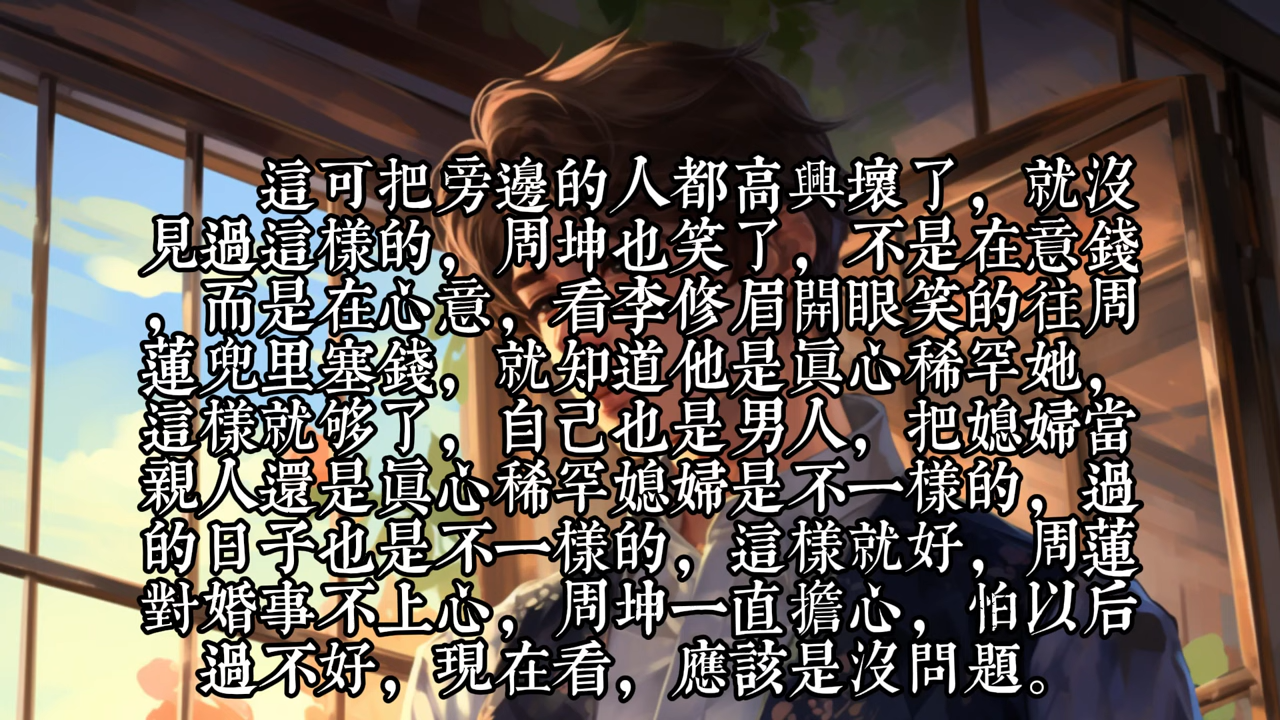 這可把旁邊的人都高興壞了，就沒
見過這樣的，周坤也笑了，不是在意錢
，而是在心意，看李修眉開眼笑的往周
蓮兜里塞錢，就知道他是眞心稀罕她，
這樣就够了，自己也是男人，把媳婦當
親人還是眞心稀罕媳婦是不一樣的，過
的日子也是不一樣的，這樣就好，周蓮
對婚事不上心，周坤一直擔心，怕以后
過不好，現在看，應該是沒問題。